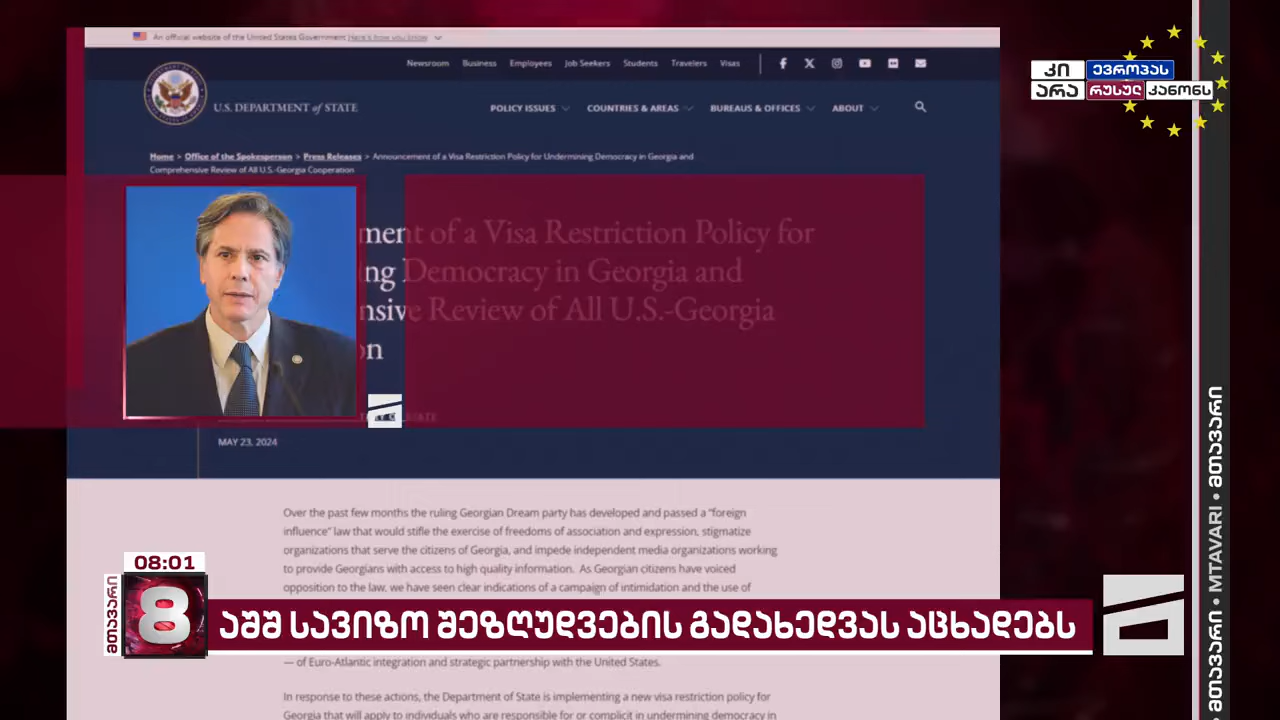 An official website of the United States Government Here's how you know
Newsroom Business Employees Job Seekers Students Travelers Visas
U.S. DEPARTMENT of STATE
POLICY ISSUES COUNTRIES & AREAS BUREAUS & OFFICES ABOUT
კი ევროპას
არა რუსულ კანონს
Home > Office of the Spokesperson > Press Releases > Announcement of a Visa Restriction Policy for Undermining Democracy in Georgia and
Comprehensive Review of All U.S.-Georgia Cooperation
ment of a Visa Restriction Policy for
ng Democracy in Georgia and
nsive Review of All U.S.-Georgia
on
MAY 23, 2024
Over the past few months the ruling Georgian Dream party has developed and passed a "foreign
influence" law that would stifle the exercise of freedoms of association and expression, stigmatize
organizations that serve the citizens of Georgia, and impede independent media organizations working
to provide Georgians with access to high quality information. As Georgian citizens have voiced
opposition to the law, we have seen clear indications of a campaign of intimidation and the use of
08:01
მთავარი
8
აშშ სავიზო შეზღუდვების გადახედვას აცხადებს
— of Euro-Atlantic integration and strategic partnership with the United States.
In response to these actions, the Department of State is implementing a new visa restriction policy for
Georgia that will apply to individuals who are responsible for or complicit in undermining democracy in
მთავარი • MTAVARI • მთავარი